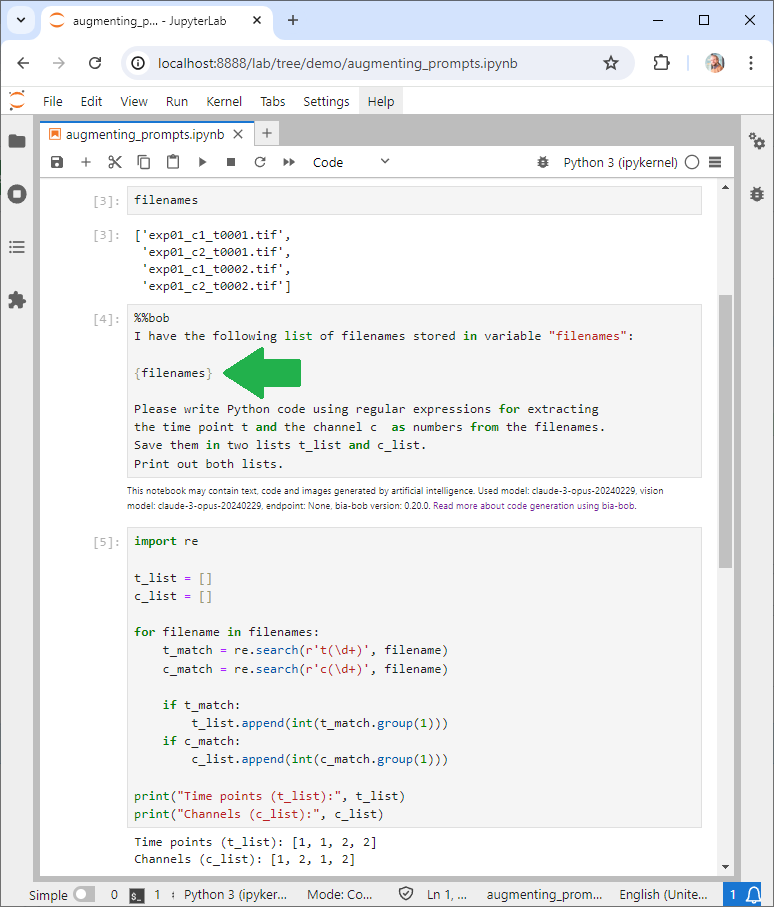 augmenting_p... - JupyterLab
localhost:8888/lab/tree/demo/augmenting_prompts.ipynb
File Edit View Run Kernel Tabs Settings Help
augmenting_prompts.ipynb
Code Python 3 (ipykernel)
[3]: filenames
[3]: ['exp01_c1_t0001.tif',
'exp01_c2_t0001.tif',
'exp01_c1_t0002.tif',
'exp01_c2_t0002.tif']
[4]: %%bob
I have the following list of filenames stored in variable "filenames":
{filenames}
Please write Python code using regular expressions for extracting
the time point t and the channel c  as numbers from the filenames.
Save them in two lists t_list and c_list.
Print out both lists.
This notebook may contain text, code and images generated by artificial intelligence. Used model: claude-3-opus-20240229, vision
model: claude-3-opus-20240229, endpoint: None, bia-bob version: 0.20.0. Read more about code generation using bia-bob.
[5]: import re
t_list = []
c_list = []
for filename in filenames:
    t_match = re.search(r't(\d+)', filename)
    c_match = re.search(r'c(\d+)', filename)
    if t_match:
        t_list.append(int(t_match.group(1)))
    if c_match:
        c_list.append(int(c_match.group(1)))
print("Time points (t_list):", t_list)
print("Channels (c_list):", c_list)
Time points (t_list): [1, 1, 2, 2]
Channels (c_list): [1, 2, 1, 2]
Simple 0 $_ 1 Python 3 (ipyker... Mode: Co... Ln 1, ... augmenting_prom... English (Unite... 1